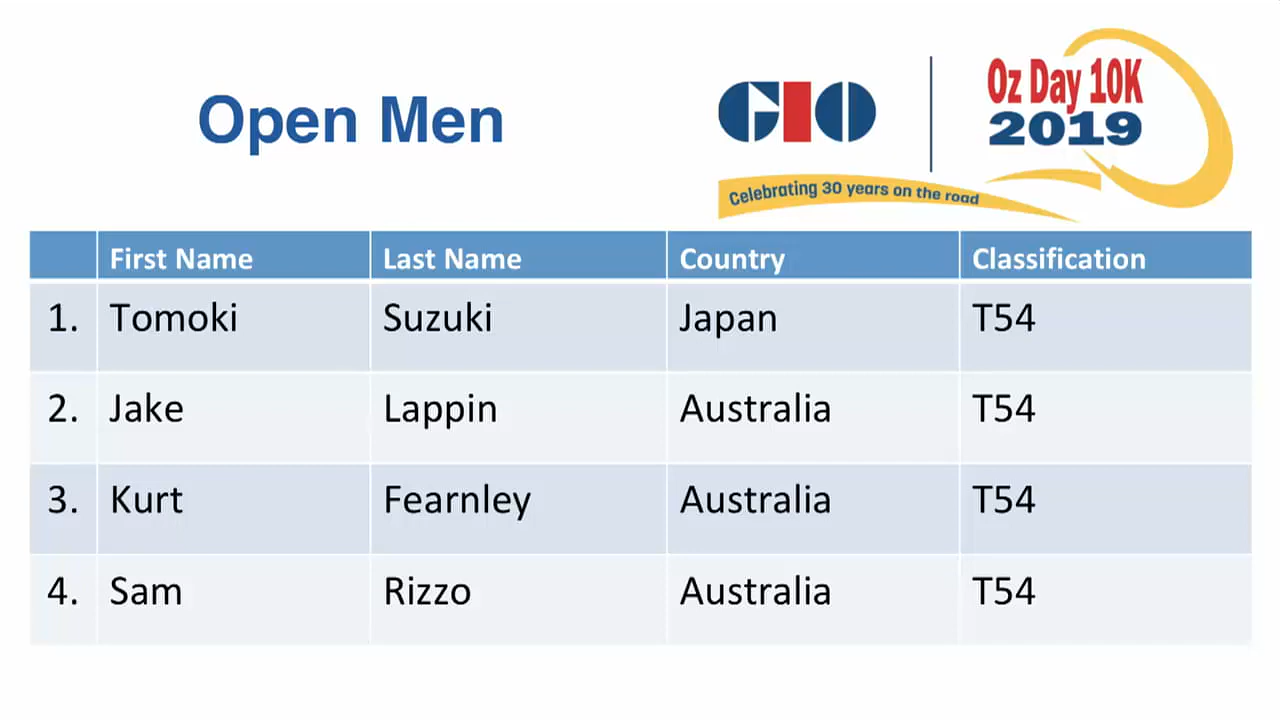 Open Men
GIO
Oz Day 10K
2019
Celebrating 30 years on the road
First Name Last Name Country Classification
1. Tomoki Suzuki Japan T54
2. Jake Lappin Australia T54
3. Kurt Fearnley Australia T54
4. Sam Rizzo Australia T54